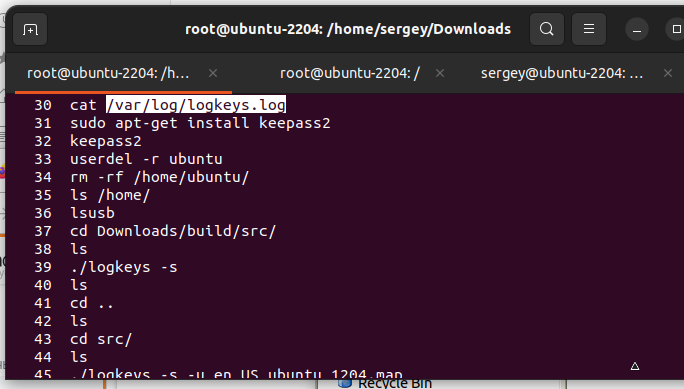 root@ubuntu-2204: /home/sergey/Downloads
root@ubuntu-2204: /h… × root@ubuntu-2204: / × sergey@ubuntu-2204: … ×
30 cat /var/log/logkeys.log
31 sudo apt-get install keepass2
32 keepass2
33 userdel -r ubuntu
34 rm -rf /home/ubuntu/
35 ls /home/
36 lsusb
37 cd Downloads/build/src/
38 ls
39 ./logkeys -s
40 ls
41 cd ..
42 ls
43 cd src/
44 ls
45 ./logkeys -s -u en_US_ubuntu_1204.map
Recycle Bin